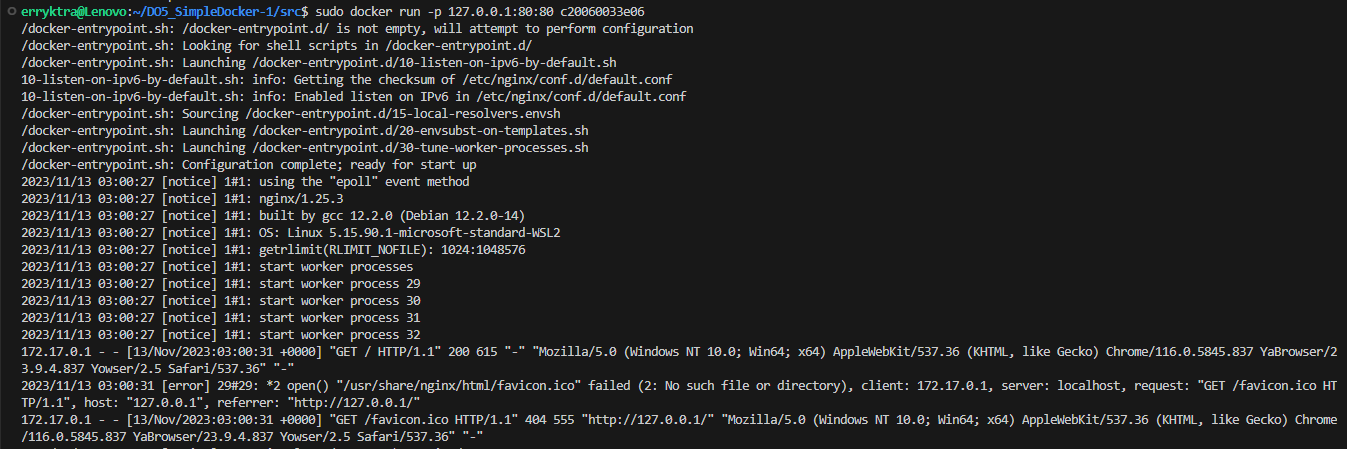 erryktra@Lenovo:~/DO5_SimpleDocker-1/src$ sudo docker run -p 127.0.0.1:80:80 c20060033e06
/docker-entrypoint.sh: /docker-entrypoint.d/ is not empty, will attempt to perform configuration
/docker-entrypoint.sh: Looking for shell scripts in /docker-entrypoint.d/
/docker-entrypoint.sh: Launching /docker-entrypoint.d/10-listen-on-ipv6-by-default.sh
10-listen-on-ipv6-by-default.sh: info: Getting the checksum of /etc/nginx/conf.d/default.conf
10-listen-on-ipv6-by-default.sh: info: Enabled listen on IPv6 in /etc/nginx/conf.d/default.conf
/docker-entrypoint.sh: Sourcing /docker-entrypoint.d/15-local-resolvers.envsh
/docker-entrypoint.sh: Launching /docker-entrypoint.d/20-envsubst-on-templates.sh
/docker-entrypoint.sh: Launching /docker-entrypoint.d/30-tune-worker-processes.sh
/docker-entrypoint.sh: Configuration complete; ready for start up
2023/11/13 03:00:27 [notice] 1#1: using the "epoll" event method
2023/11/13 03:00:27 [notice] 1#1: nginx/1.25.3
2023/11/13 03:00:27 [notice] 1#1: built by gcc 12.2.0 (Debian 12.2.0-14)
2023/11/13 03:00:27 [notice] 1#1: OS: Linux 5.15.90.1-microsoft-standard-WSL2
2023/11/13 03:00:27 [notice] 1#1: getrlimit(RLIMIT_NOFILE): 1024:1048576
2023/11/13 03:00:27 [notice] 1#1: start worker processes
2023/11/13 03:00:27 [notice] 1#1: start worker process 29
2023/11/13 03:00:27 [notice] 1#1: start worker process 30
2023/11/13 03:00:27 [notice] 1#1: start worker process 31
2023/11/13 03:00:27 [notice] 1#1: start worker process 32
172.17.0.1 - - [13/Nov/2023:03:00:31 +0000] "GET / HTTP/1.1" 200 615 "-" "Mozilla/5.0 (Windows NT 10.0; Win64; x64) AppleWebKit/537.36 (KHTML, like Gecko) Chrome/116.0.5845.837 YaBrowser/2
3.9.4.837 Yowser/2.5 Safari/537.36" "-"
2023/11/13 03:00:31 [error] 29#29: *2 open() "/usr/share/nginx/html/favicon.ico" failed (2: No such file or directory), client: 172.17.0.1, server: localhost, request: "GET /favicon.ico HT
TP/1.1", host: "127.0.0.1", referrer: "http://127.0.0.1/"
172.17.0.1 - - [13/Nov/2023:03:00:31 +0000] "GET /favicon.ico HTTP/1.1" 404 555 "http://127.0.0.1/" "Mozilla/5.0 (Windows NT 10.0; Win64; x64) AppleWebKit/537.36 (KHTML, like Gecko) Chrome
/116.0.5845.837 YaBrowser/23.9.4.837 Yowser/2.5 Safari/537.36" "-"